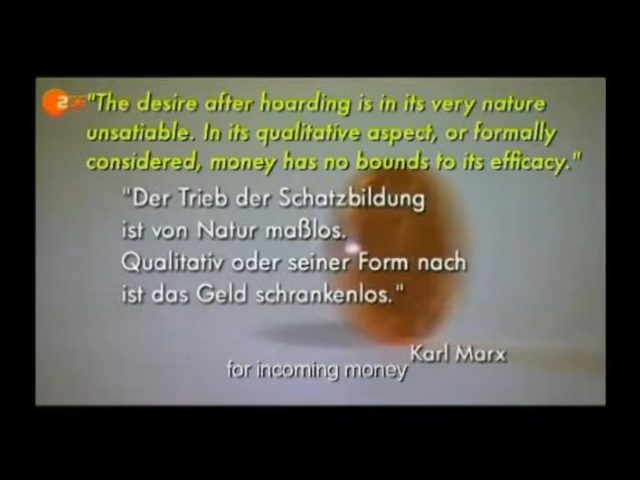 "The desire after hoarding is in its very nature
unsatiable. In its qualitative aspect, or formally
considered, money has no bounds to its efficacy."
"Der Trieb der Schatzbildung
ist von Natur maßlos.
Qualitativ oder seiner Form nach
ist das Geld schrankenlos."
Karl Marx
for incoming money